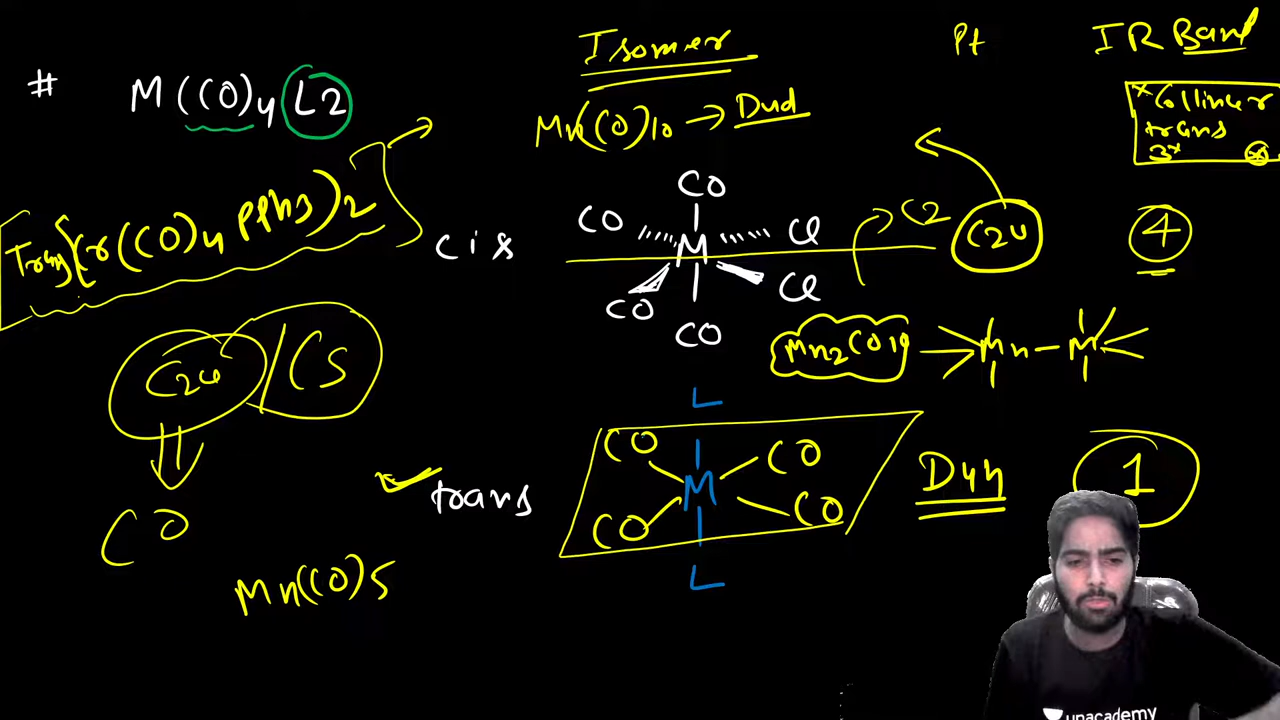 Isomer
Pt
IR Band
# M(CO)4 L2
Mn(CO)10 → Dud
*Collinear
trans
3*
Trans[Cr(CO)4 PPh3)2
CO
CO
M
Cl
Cl
CO
CO
cis
C2
C2v
4
Mn2(CO)10
Mn — M
C2v / CS
L
CO
CO
M
CO
CO
L
trans
D4h
1
CO
Mn(CO)5
unacademy